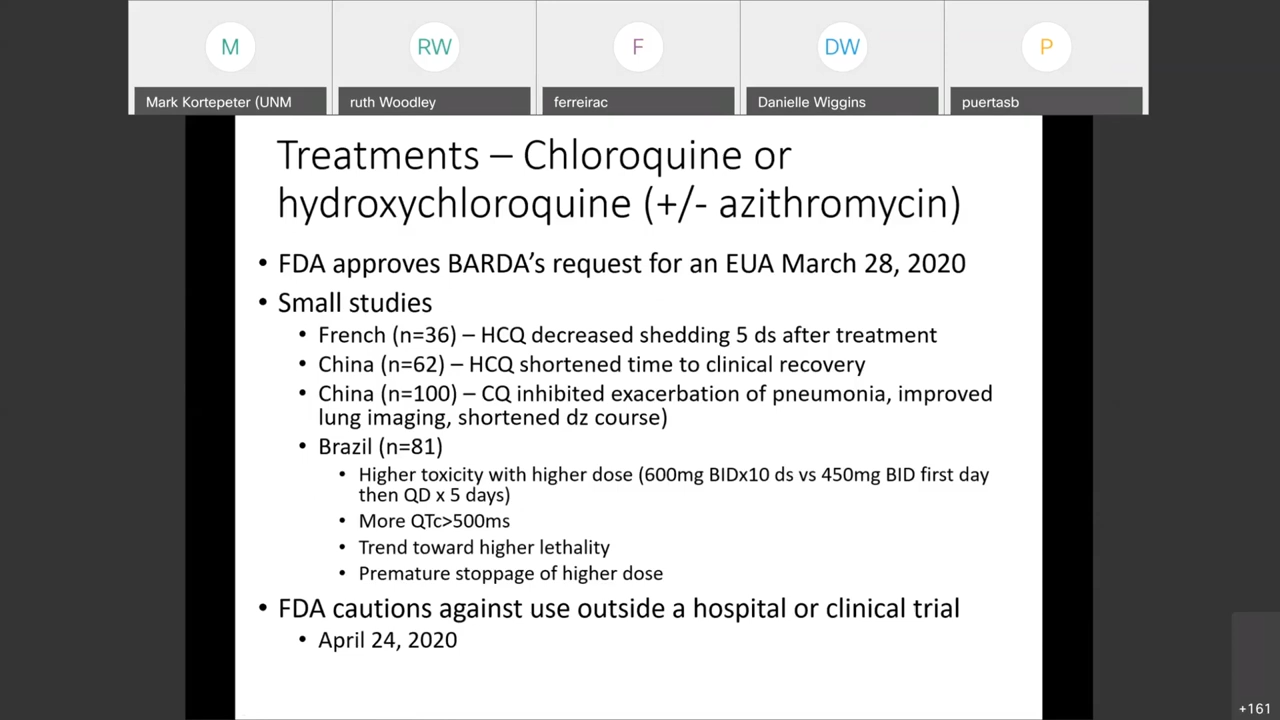 M
RW
F
DW
P
Mark Kortepeter (UNM
ruth Woodley
ferreirac
Danielle Wiggins
puertasb
Treatments – Chloroquine or
hydroxychloroquine (+/- azithromycin)
• FDA approves BARDA’s request for an EUA March 28, 2020
• Small studies
• French (n=36) – HCQ decreased shedding 5 ds after treatment
• China (n=62) – HCQ shortened time to clinical recovery
• China (n=100) – CQ inhibited exacerbation of pneumonia, improved
lung imaging, shortened dz course)
• Brazil (n=81)
• Higher toxicity with higher dose (600mg BIDx10 ds vs 450mg BID first day
then QD x 5 days)
• More QTc>500ms
• Trend toward higher lethality
• Premature stoppage of higher dose
• FDA cautions against use outside a hospital or clinical trial
• April 24, 2020
+161